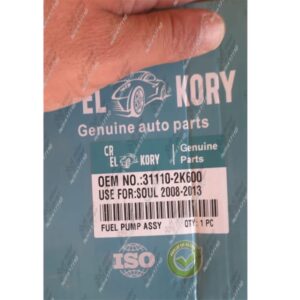 EL KORY
Genuine auto parts
CR
EL KORY Genuine Parts
OEM NO.:31110-2K600
USE FOR:SOUL 2008-2013
FUEL PUMP ASSY QTY: 1 PC
ISO